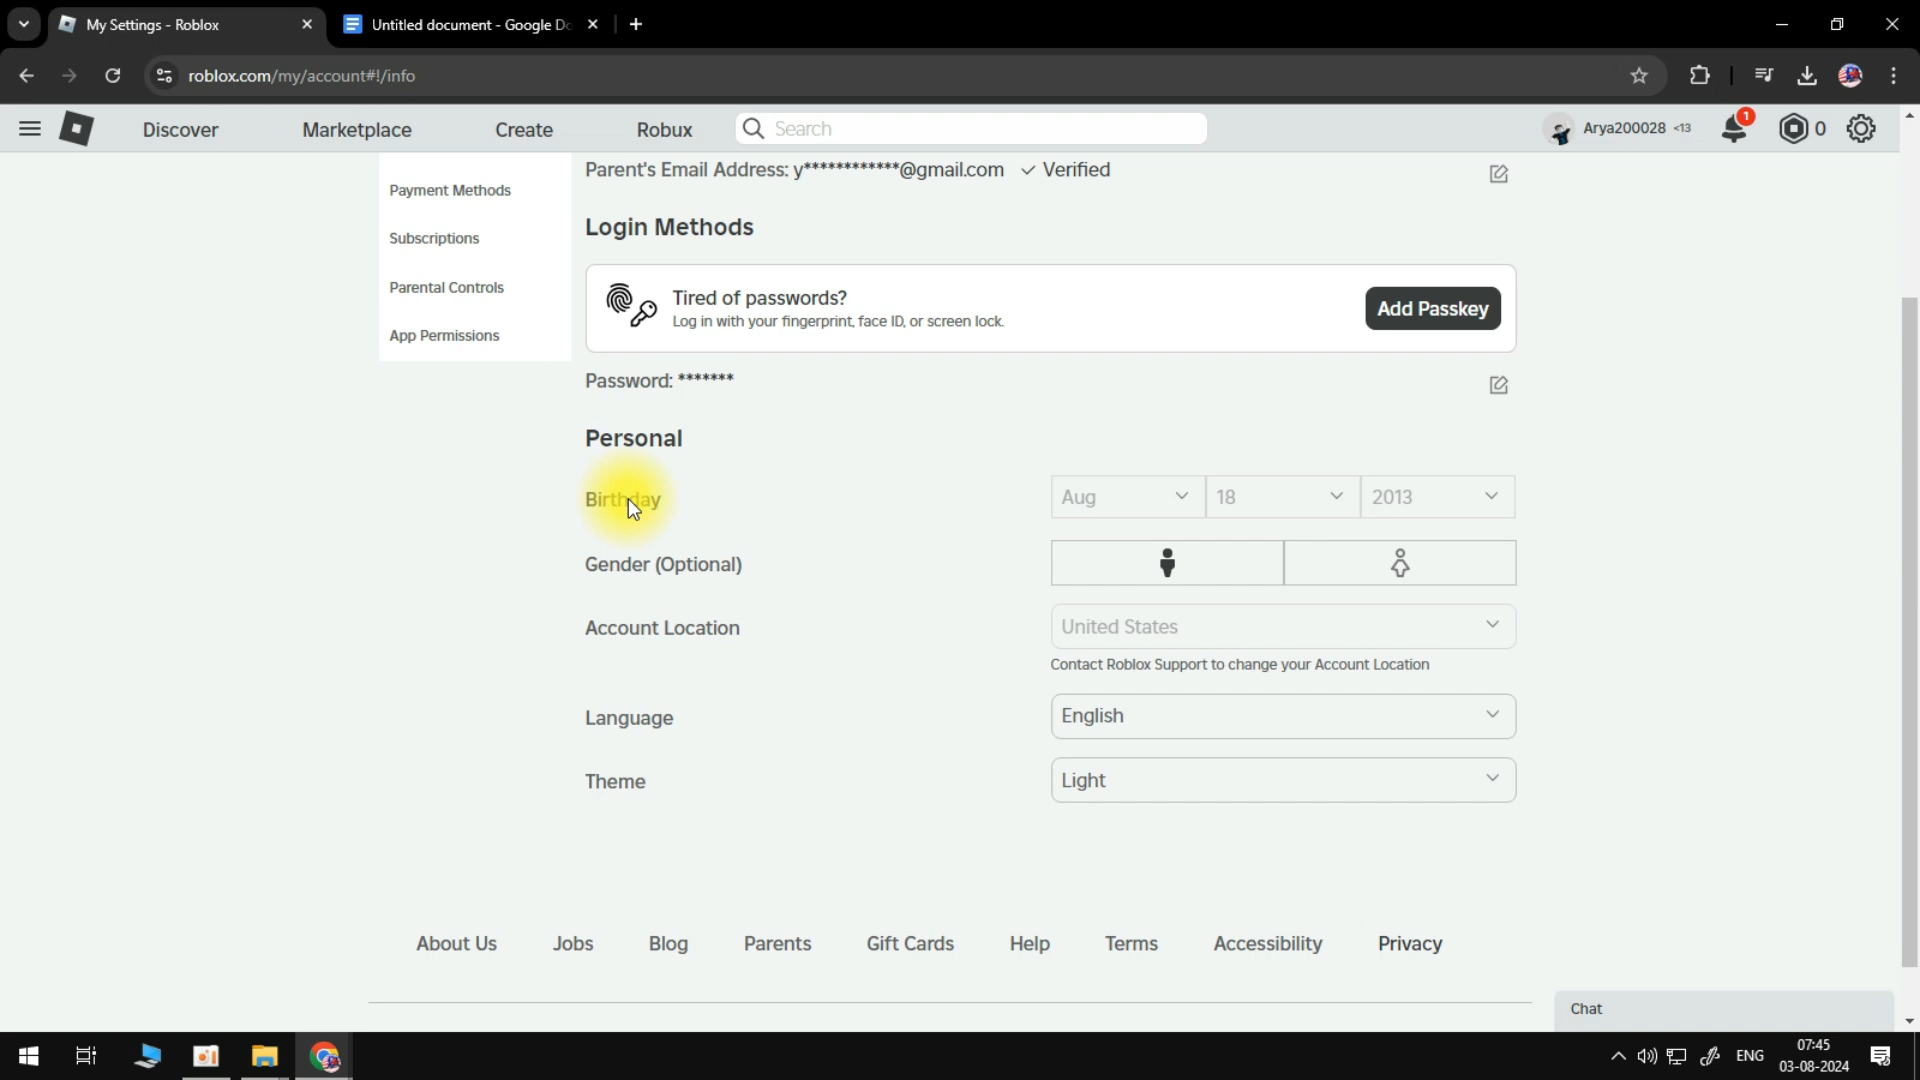 My Settings - Roblox
Untitled document - Google Do
roblox.com/my/account#!/info
Discover
Marketplace
Create
Robux
Search
Arya200028 <13
1
0
Parent's Email Address: y************@gmail.com ✓ Verified
Payment Methods
Subscriptions
Parental Controls
App Permissions
Login Methods
Tired of passwords?
Log in with your fingerprint, face ID, or screen lock.
Add Passkey
Password: *******
Personal
Birthday
Aug
18
2013
Gender (Optional)
Account Location
United States
Contact Roblox Support to change your Account Location
Language
English
Theme
Light
About Us
Jobs
Blog
Parents
Gift Cards
Help
Terms
Accessibility
Privacy
Chat
ENG
07:45
03-08-2024